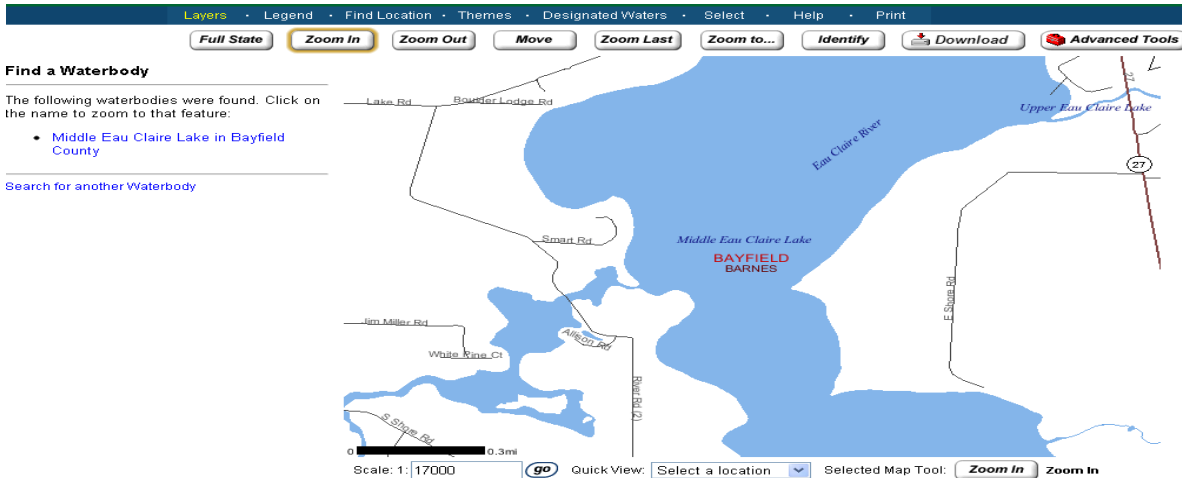 Layers · Legend · Find Location · Themes · Designated Waters · Select · Help · Print
Full State Zoom In Zoom Out Move Zoom Last Zoom to... Identify Download Advanced Tools
Find a Waterbody
The following waterbodies were found. Click on
the name to zoom to that feature:
• Middle Eau Claire Lake in Bayfield
County
Search for another Waterbody
Lake Rd
Boulder Lodge Rd
27
Upper Eau Claire Lake
Eau Claire River
27
Smart Rd
Middle Eau Claire Lake
BAYFIELD
BARNES
E Shore Rd
Jim Miller Rd
Allison Rd
White Pine Ct
River Rd (2)
S Shore Rd
0 0.3mi
Scale: 1: 17000 go Quick View: Select a location Selected Map Tool: Zoom In Zoom In